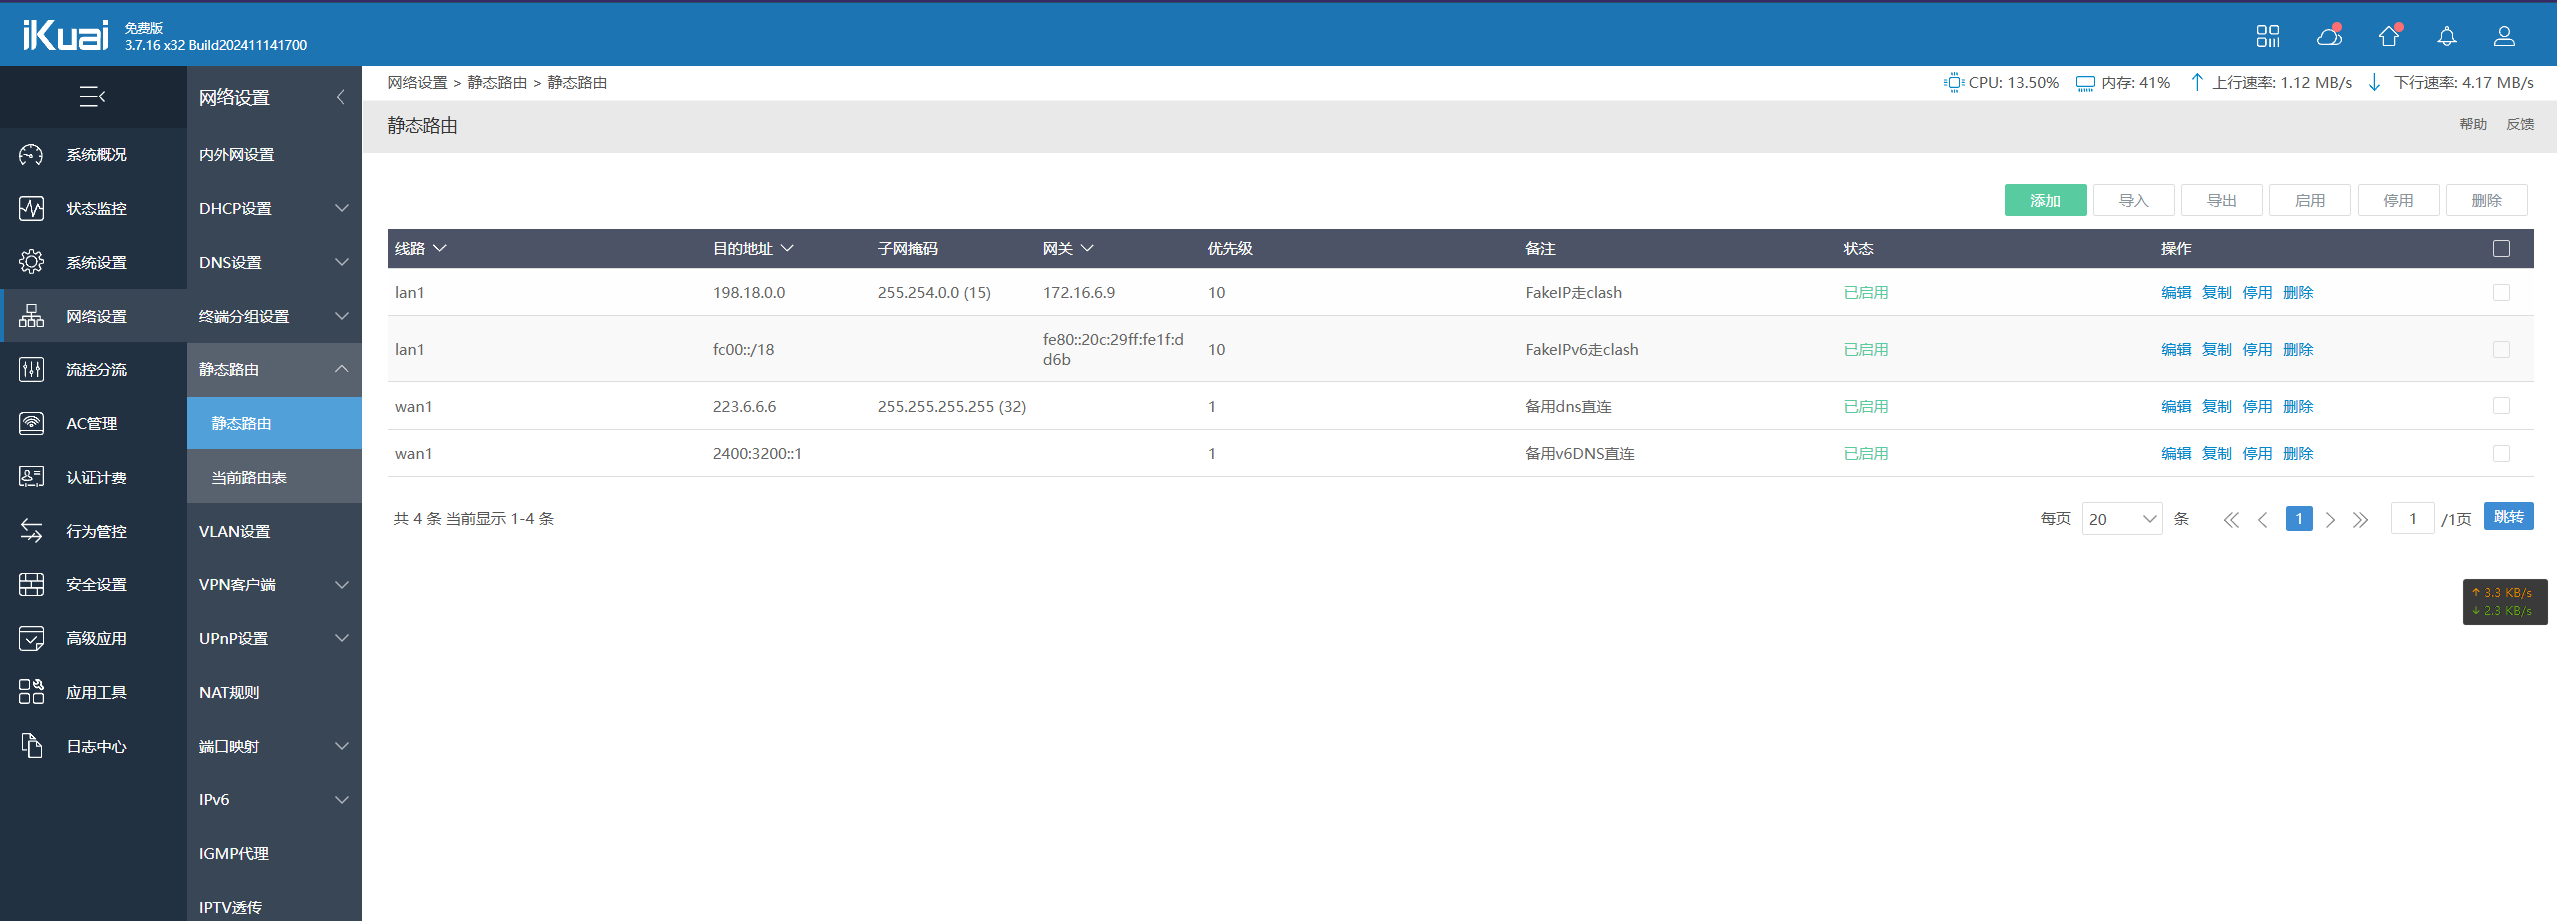 iKuai
免费版
3.7.16 x32 Build202411141700
网络设置 > 静态路由 > 静态路由
CPU: 13.50% 内存: 41% 上行速率: 1.12 MB/s 下行速率: 4.17 MB/s
静态路由
帮助 反馈
系统概况
状态监控
系统设置
网络设置
流控分流
AC管理
认证计费
行为管控
安全设置
高级应用
应用工具
日志中心
网络设置
内外网设置
DHCP设置
DNS设置
终端分组设置
静态路由
静态路由
当前路由表
VLAN设置
VPN客户端
UPnP设置
NAT规则
端口映射
IPv6
IGMP代理
IPTV透传
添加 导入 导出 启用 停用 删除
线路 目的地址 子网掩码 网关 优先级 备注 状态 操作
lan1 198.18.0.0 255.254.0.0 (15) 172.16.6.9 10 FakeIP走clash 已启用 编辑 复制 停用 删除
lan1 fc00::/18 fe80::20c:29ff:fe1f:d
d6b 10 FakeIPv6走clash 已启用 编辑 复制 停用 删除
wan1 223.6.6.6 255.255.255.255 (32) 1 备用dns直连 已启用 编辑 复制 停用 删除
wan1 2400:3200::1 1 备用v6DNS直连 已启用 编辑 复制 停用 删除
共 4 条 当前显示 1-4 条
每页 20 条 1 1 /1页 跳转
↑ 3.3 KB/s
↓ 2.3 KB/s